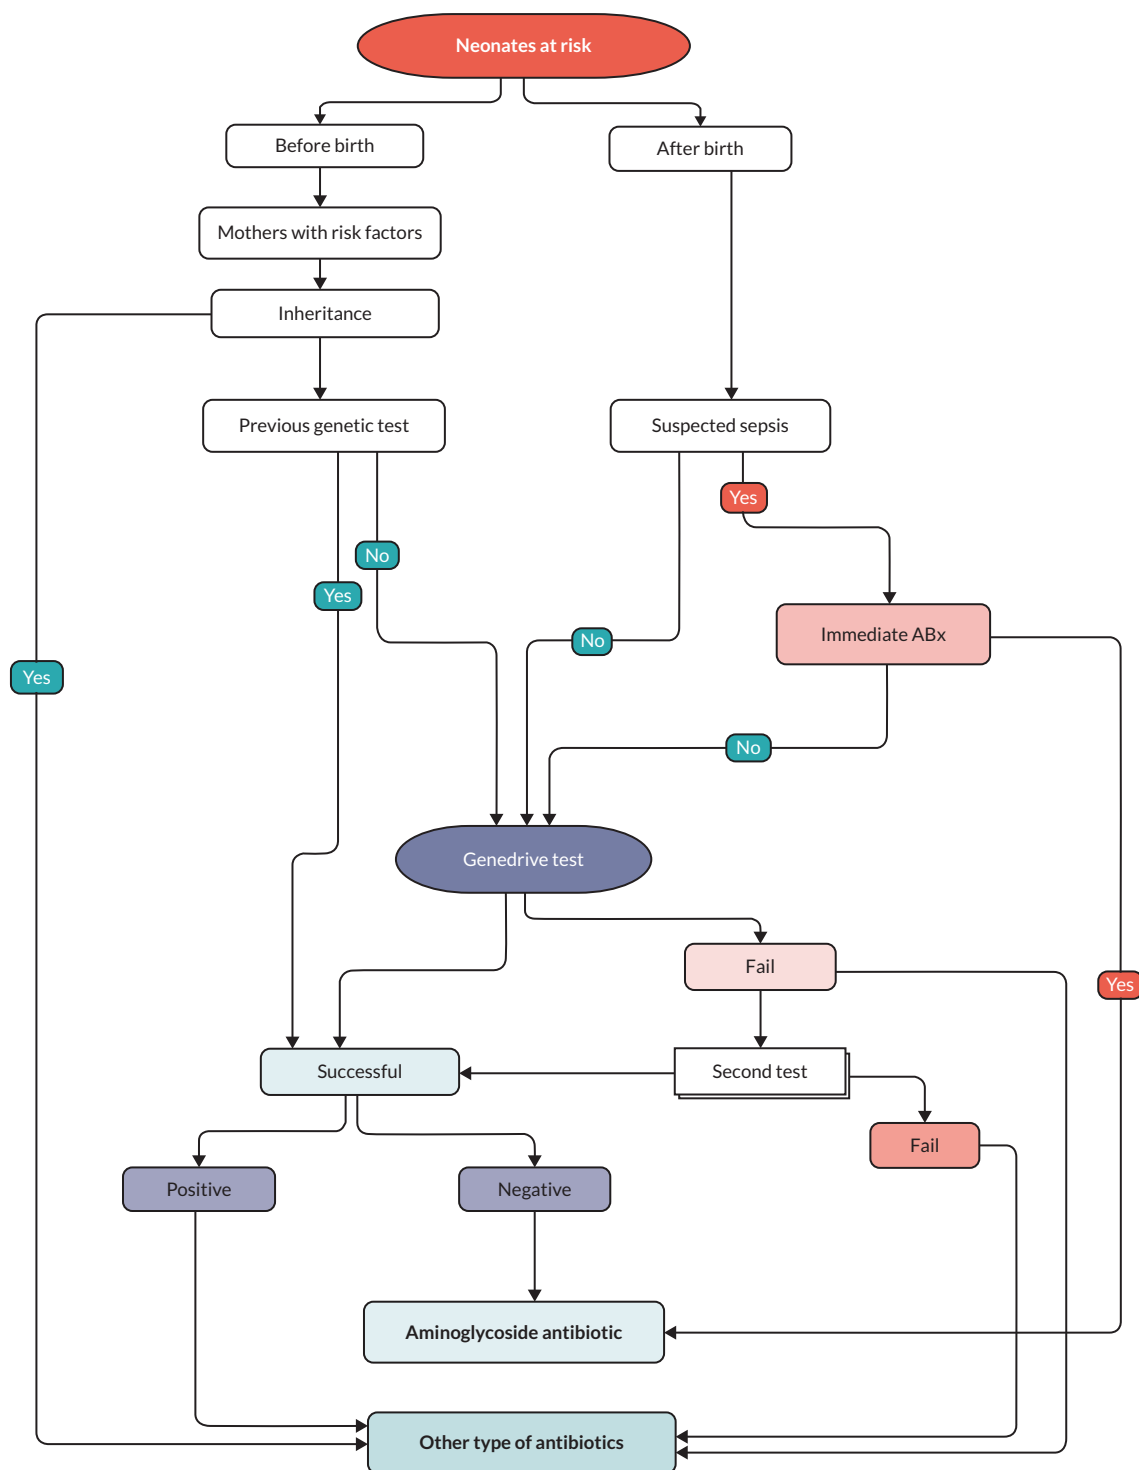 Neonates at risk
Before birth
After birth
Mothers with risk factors
Inheritance
Previous genetic test
Suspected sepsis
Yes
No
Yes
Immediate ABx
No
Yes
No
Genedrive test
Fail
Yes
Successful
Second test
Fail
Positive
Negative
Aminoglycoside antibiotic
Other type of antibiotics